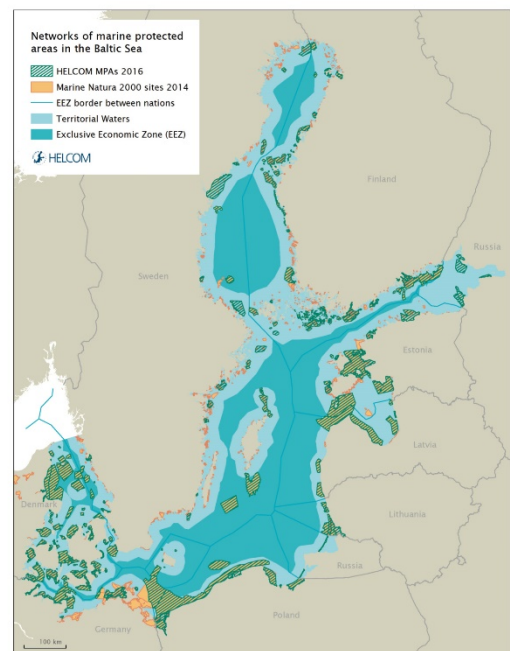 Networks of marine protected
areas in the Baltic Sea
HELCOM MPAs 2016
Marine Natura 2000 sites 2014
EEZ border between nations
Territorial Waters
Exclusive Economic Zone (EEZ)
HELCOM
Finland
Russia
Sweden
Estonia
Latvia
Denmark
Lithuania
Russia
Poland
Germany
100 km